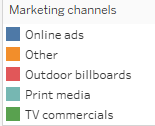 Marketing channels
Online ads
Other
Outdoor billboards
Print media
TV commercials